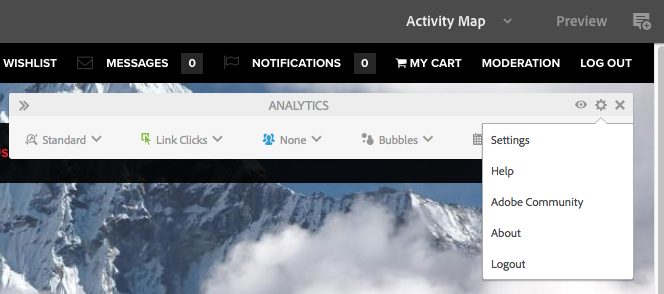 Activity Map Preview
WISHLIST MESSAGES 0 NOTIFICATIONS 0 MY CART MODERATION LOG OUT
ANALYTICS
Standard Link Clicks None Bubbles
Settings
Help
Adobe Community
About
Logout